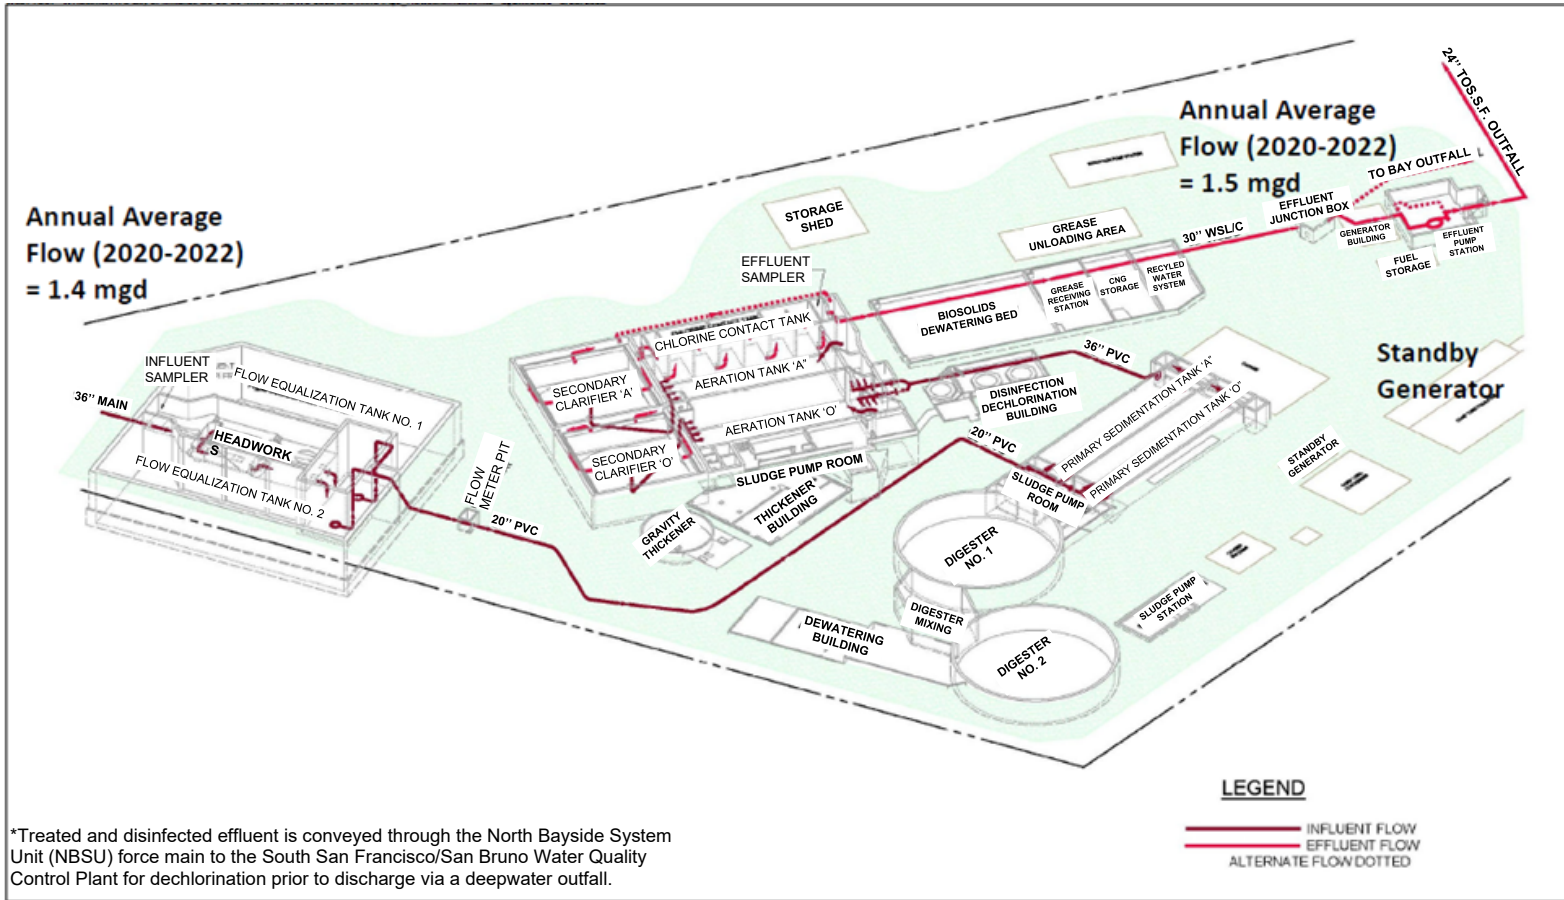 Annual Average
Flow (2020-2022)
= 1.4 mgd
Annual Average
Flow (2020-2022)
= 1.5 mgd
24’’ TOS.S.F. OUTFALL
TO BAY OUTFALL
EFFLUENT
JUNCTION BOX
GENERATOR
BUILDING
EFFLUENT
PUMP
STATION
FUEL
STORAGE
STORAGE
SHED
GREASE
UNLOADING AREA
30’’ WSL/C
EFFLUENT
SAMPLER
BIOSOLIDS
DEWATERING BED
GREASE
RECEIVING
STATION
CNG
STORAGE
RECYLED
WATER
SYSTEM
CHLORINE CONTACT TANK
AERATION TANK ‘A”
AERATION TANK ‘O’
SECONDARY
CLARIFIER ‘A’
SECONDARY
CLARIFIER ‘O’
INFLUENT
SAMPLER
FLOW EQUALIZATION TANK NO. 1
36’’ MAIN
HEADWORK
S
FLOW EQUALIZATION TANK NO. 2
FLOW
METER PIT
20’’ PVC
36’’ PVC
DISINFECTION
DECHLORINATION
BUILDING
20’’ PVC
PRIMARY SEDIMENTATION TANK ‘A”
PRIMARY SEDIMENTATION TANK ‘O’
Standby
Generator
STANDBY
GENERATOR
SLUDGE PUMP ROOM
SLUDGE PUMP
ROOM
THICKENER
BUILDING
GRAVITY
THICKENER
DIGESTER
NO. 1
DIGESTER
MIXING
DIGESTER
NO. 2
DEWATERING
BUILDING
SLUDGE PUMP
STATION
LEGEND
INFLUENT FLOW
EFFLUENT FLOW
ALTERNATE FLOW DOTTED
*Treated and disinfected effluent is conveyed through the North Bayside System
Unit (NBSU) force main to the South San Francisco/San Bruno Water Quality
Control Plant for dechlorination prior to discharge via a deepwater outfall.